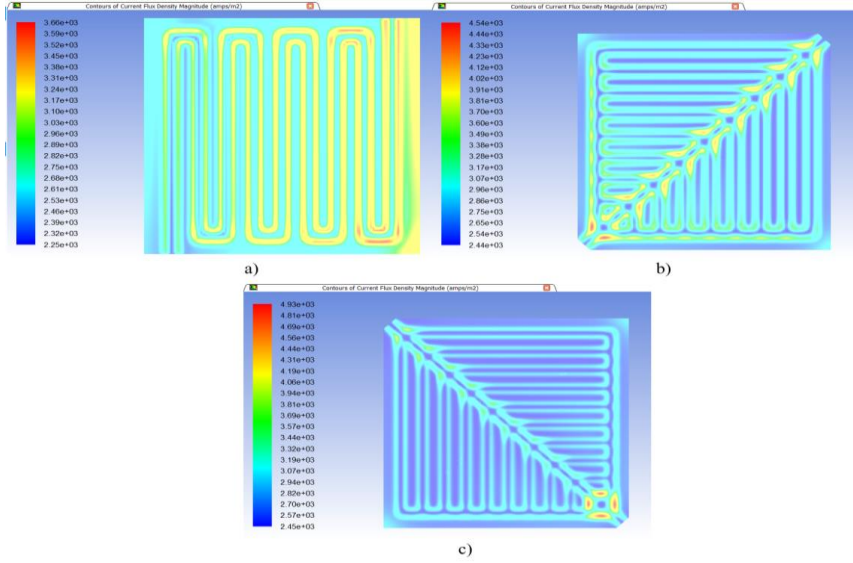 Contours of Current Flux Density Magnitude (amps/m2)
3.66e+03
3.59e+03
3.52e+03
3.45e+03
3.38e+03
3.31e+03
3.24e+03
3.17e+03
3.10e+03
3.03e+03
2.96e+03
2.89e+03
2.82e+03
2.75e+03
2.68e+03
2.61e+03
2.53e+03
2.46e+03
2.39e+03
2.32e+03
2.25e+03
a)
Contours of Current Flux Density Magnitude (amps/m2)
4.54e+03
4.44e+03
4.33e+03
4.23e+03
4.12e+03
4.02e+03
3.91e+03
3.81e+03
3.70e+03
3.60e+03
3.49e+03
3.38e+03
3.28e+03
3.17e+03
3.07e+03
2.96e+03
2.86e+03
2.75e+03
2.65e+03
2.54e+03
2.44e+03
b)
Contours of Current Flux Density Magnitude (amps/m2)
4.93e+03
4.81e+03
4.69e+03
4.56e+03
4.44e+03
4.31e+03
4.19e+03
4.06e+03
3.94e+03
3.81e+03
3.69e+03
3.57e+03
3.44e+03
3.32e+03
3.19e+03
3.07e+03
2.94e+03
2.82e+03
2.70e+03
2.57e+03
2.45e+03
c)